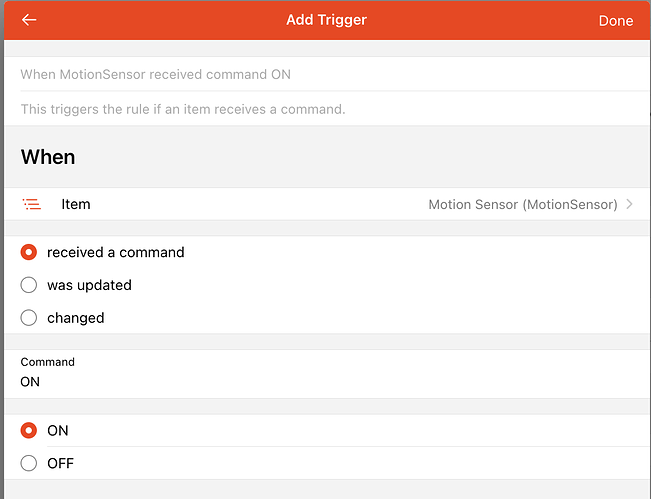 Add Trigger
Done
When MotionSensor received command ON
This triggers the rule if an item receives a command.
When
Item
Motion Sensor (MotionSensor)
received a command
was updated
changed
Command
ON
ON
OFF